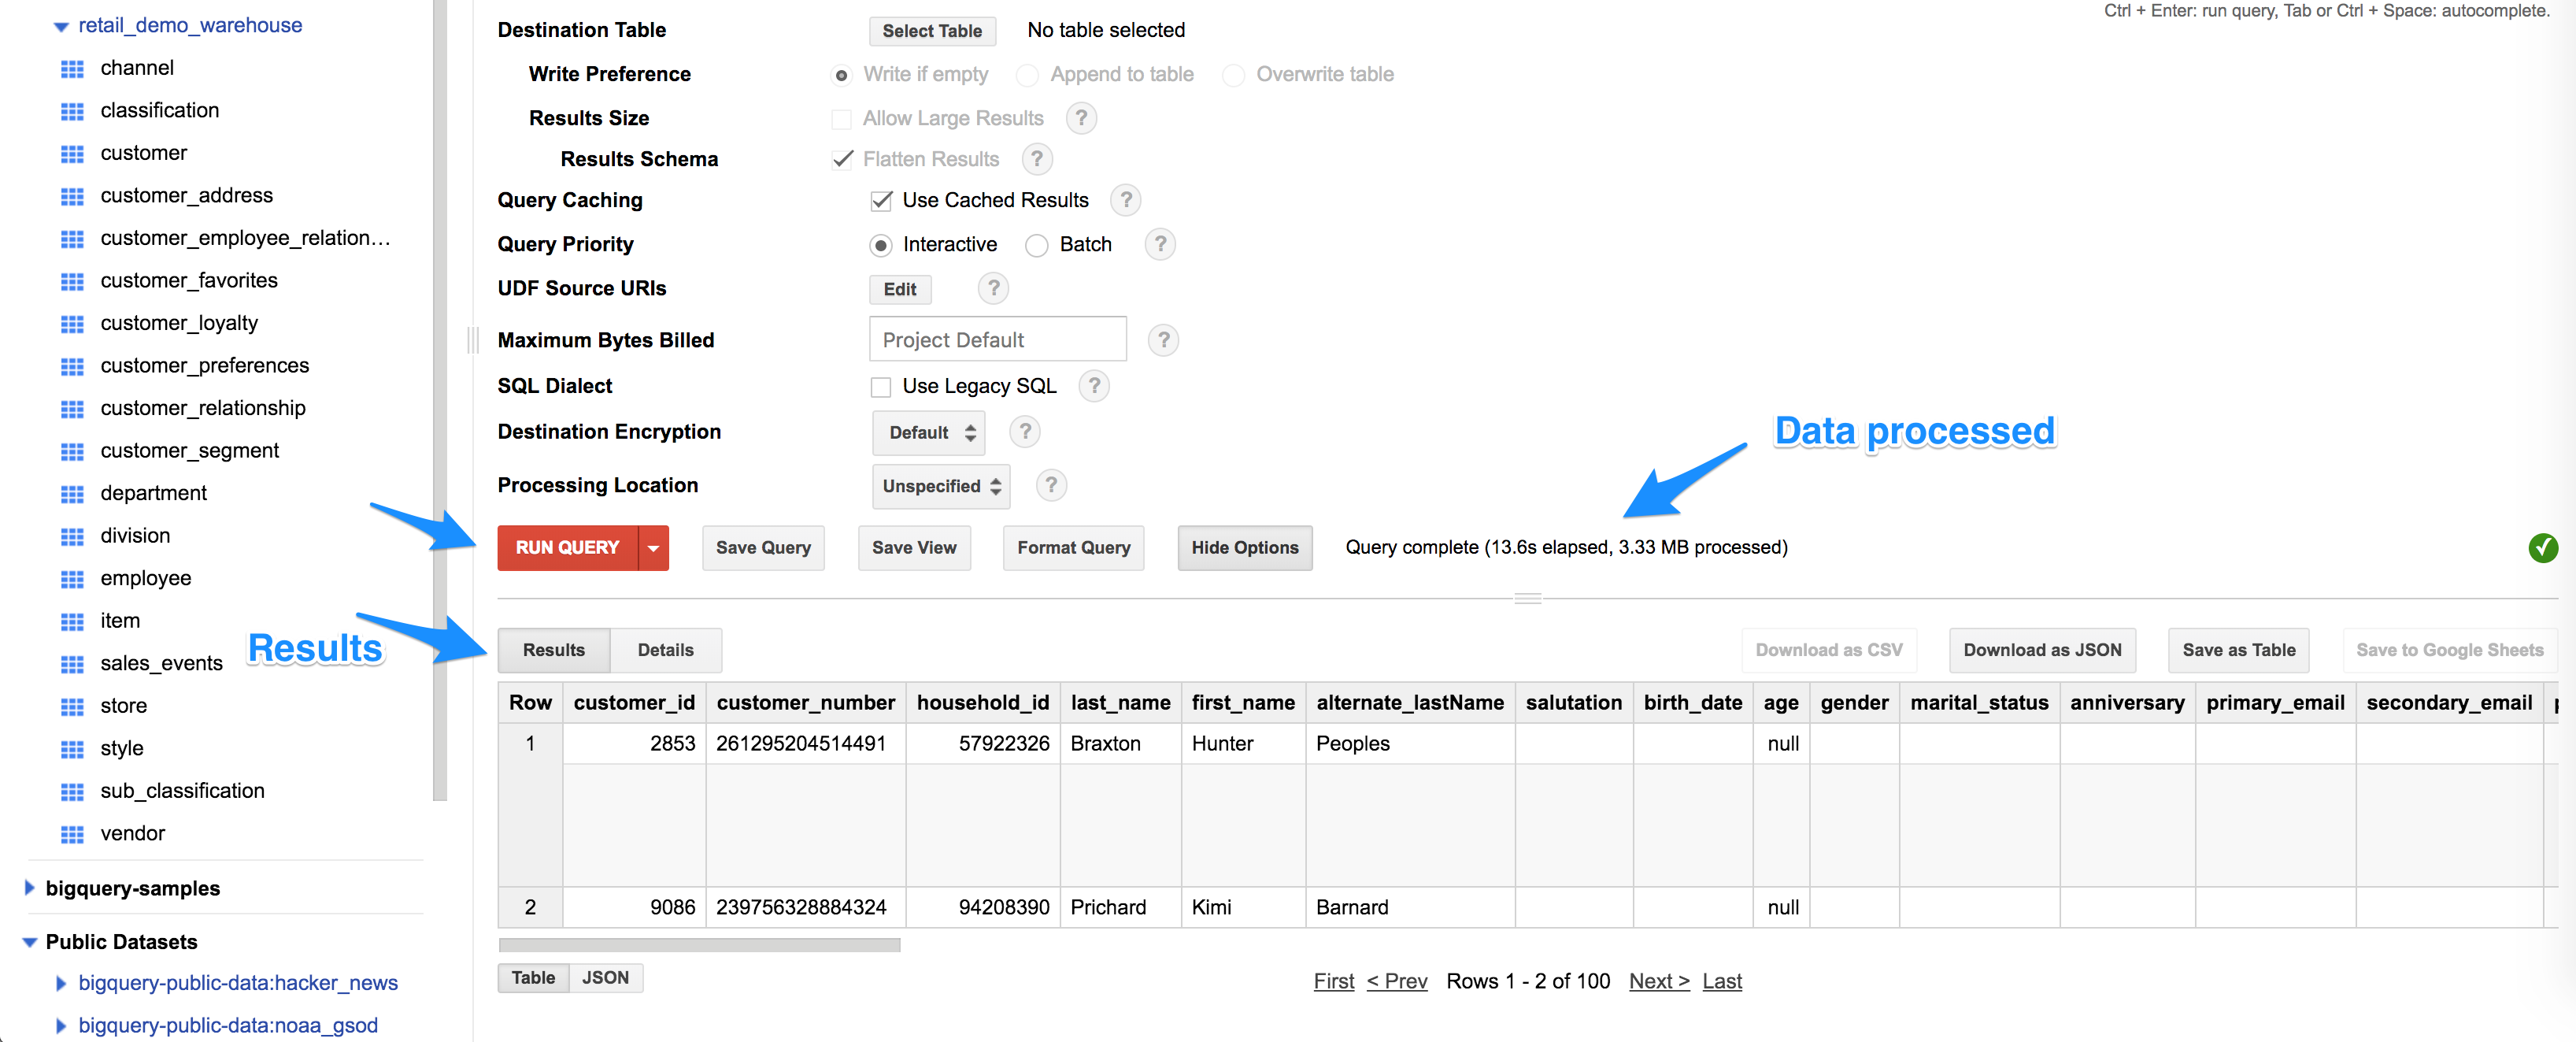 retail_demo_warehouse
channel
classification
customer
customer_address
customer_employee_relation...
customer_favorites
customer_loyalty
customer_preferences
customer_relationship
customer_segment
department
division
employee
item
sales_events
store
style
sub_classification
vendor
bigquery-samples
Public Datasets
bigquery-public-data:hacker_news
bigquery-public-data:noaa_gsod
Results
Ctrl + Enter: run query, Tab or Ctrl + Space: autocomplete.
Destination Table Select Table No table selected
Write Preference Write if empty Append to table Overwrite table
Results Size Allow Large Results ?
Results Schema Flatten Results ?
Query Caching Use Cached Results ?
Query Priority Interactive Batch ?
UDF Source URIs Edit ?
Maximum Bytes Billed Project Default ?
SQL Dialect Use Legacy SQL ?
Destination Encryption Default ?
Data processed
Processing Location Unspecified ?
RUN QUERY Save Query Save View Format Query Hide Options Query complete (13.6s elapsed, 3.33 MB processed)
Results Details Download as CSV Download as JSON Save as Table Save to Google Sheets
Row customer_id customer_number household_id last_name first_name alternate_lastName salutation birth_date age gender marital_status anniversary primary_email secondary_email
1 2853 261295204514491 57922326 Braxton Hunter Peoples null
2 9086 239756328884324 94208390 Prichard Kimi Barnard null
Table JSON First < Prev Rows 1 - 2 of 100 Next > Last